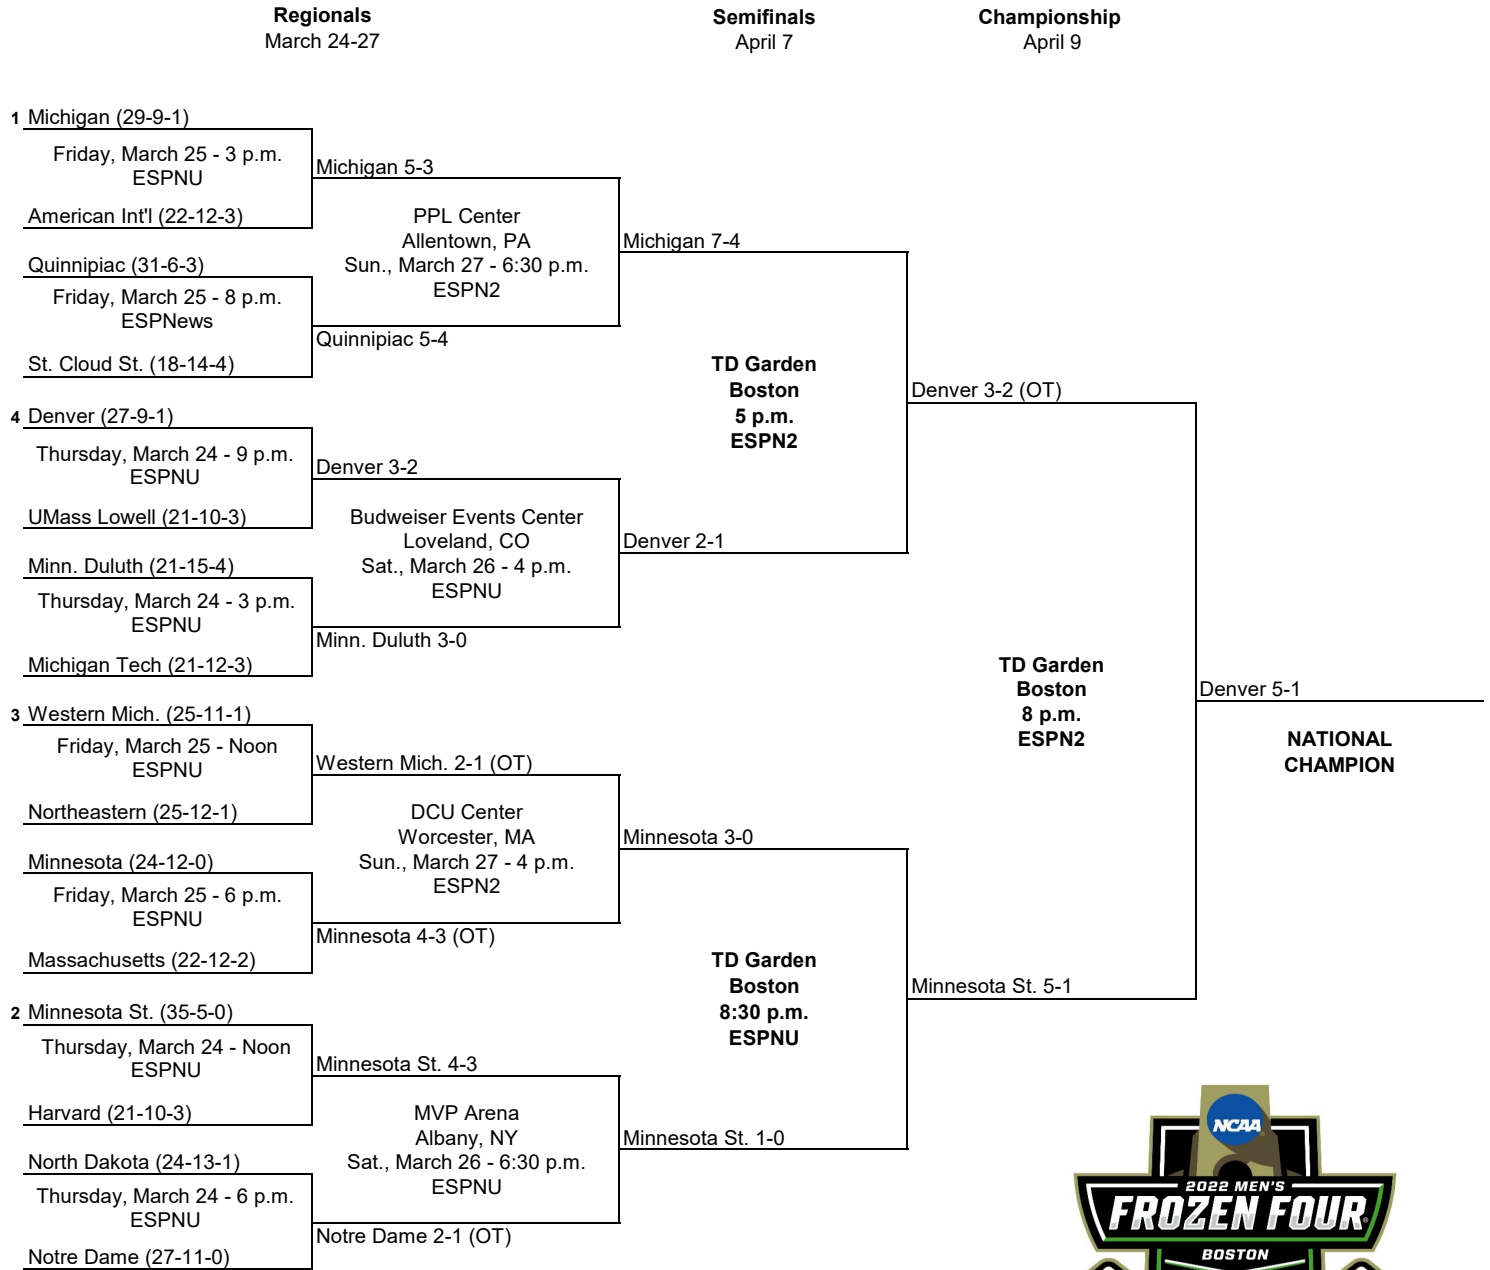 Regionals
March 24-27
Semifinals
April 7
Championship
April 9
1 Michigan (29-9-1)
Friday, March 25 - 3 p.m.
ESPNU
American Int'l (22-12-3)
Michigan 5-3
Quinnipiac (31-6-3)
Friday, March 25 - 8 p.m.
ESPNews
St. Cloud St. (18-14-4)
Quinnipiac 5-4
PPL Center
Allentown, PA
Sun., March 27 - 6:30 p.m.
ESPN2
Michigan 7-4
4 Denver (27-9-1)
Thursday, March 24 - 9 p.m.
ESPNU
UMass Lowell (21-10-3)
Denver 3-2
Minn. Duluth (21-15-4)
Thursday, March 24 - 3 p.m.
ESPNU
Michigan Tech (21-12-3)
Minn. Duluth 3-0
Budweiser Events Center
Loveland, CO
Sat., March 26 - 4 p.m.
ESPNU
Denver 2-1
TD Garden
Boston
5 p.m.
ESPN2
Denver 3-2 (OT)
3 Western Mich. (25-11-1)
Friday, March 25 - Noon
ESPNU
Northeastern (25-12-1)
Western Mich. 2-1 (OT)
Minnesota (24-12-0)
Friday, March 25 - 6 p.m.
ESPNU
Massachusetts (22-12-2)
Minnesota 4-3 (OT)
DCU Center
Worcester, MA
Sun., March 27 - 4 p.m.
ESPN2
Minnesota 3-0
2 Minnesota St. (35-5-0)
Thursday, March 24 - Noon
ESPNU
Harvard (21-10-3)
Minnesota St. 4-3
North Dakota (24-13-1)
Thursday, March 24 - 6 p.m.
ESPNU
Notre Dame (27-11-0)
Notre Dame 2-1 (OT)
MVP Arena
Albany, NY
Sat., March 26 - 6:30 p.m.
ESPNU
Minnesota St. 1-0
TD Garden
Boston
8:30 p.m.
ESPNU
Minnesota St. 5-1
TD Garden
Boston
8 p.m.
ESPN2
Denver 5-1
NATIONAL
CHAMPION
NCAA
2022 MEN'S
FROZEN FOUR
BOSTON